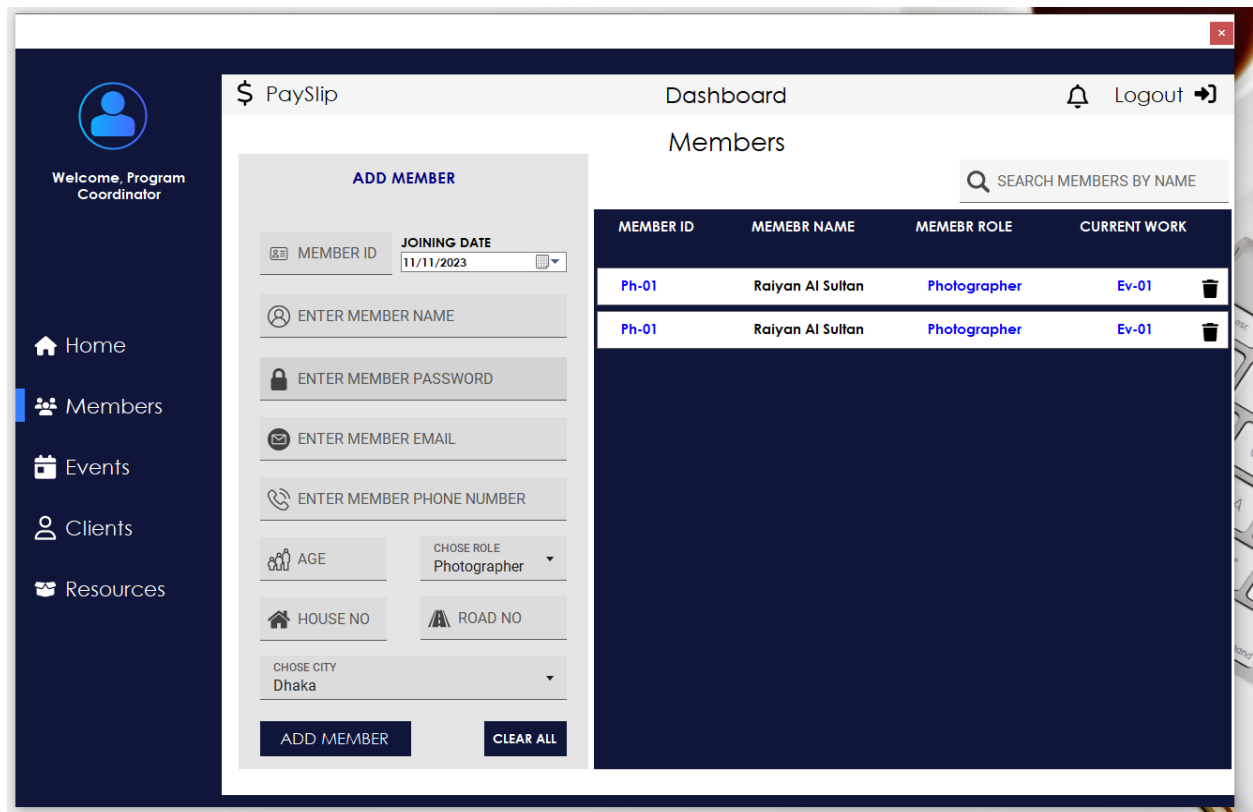 $ PaySlip
Dashboard
Logout
Welcome, Program
Coordinator
Home
Members
Events
Clients
Resources
Members
ADD MEMBER
MEMBER ID
JOINING DATE
11/11/2023
ENTER MEMBER NAME
ENTER MEMBER PASSWORD
ENTER MEMBER EMAIL
ENTER MEMBER PHONE NUMBER
AGE
CHOSE ROLE
Photographer
HOUSE NO
ROAD NO
CHOSE CITY
Dhaka
ADD MEMBER
CLEAR ALL
SEARCH MEMBERS BY NAME
MEMBER ID MEMEBR NAME MEMEBR ROLE CURRENT WORK
Ph-01 Raiyan Al Sultan Photographer Ev-01
Ph-01 Raiyan Al Sultan Photographer Ev-01
esc